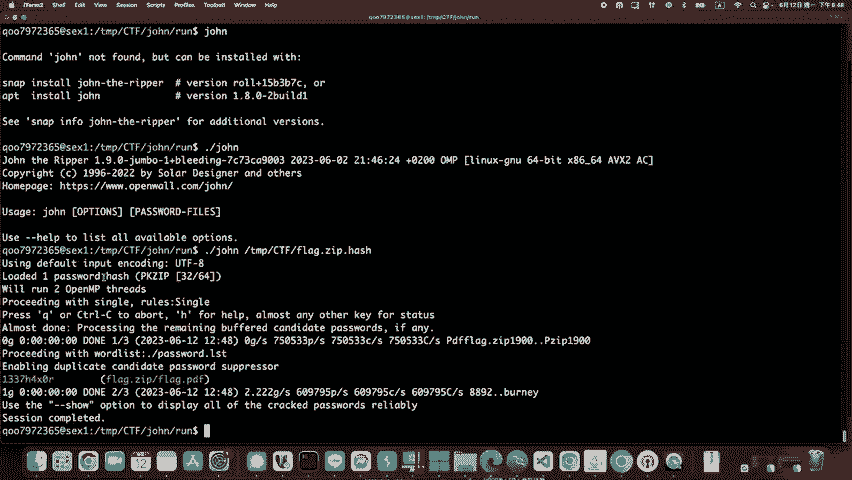 iTerm2 Shell Edit View Session Scripts Profiles Toolbelt Window Help 6月12日 週一 下午8:48
/tmp/CTF/john/run
qoo7972365@sex1:/tmp/CTF/john/run$ john
Command 'john' not found, but can be installed with:
snap install john-the-ripper # version roll+15b3b7c, or
apt install john # version 1.8.0-2build1
See 'snap info john-the-ripper' for additional versions.
qoo7972365@sex1:/tmp/CTF/john/run$ ./john
John the Ripper 1.9.0-jumbo-1+bleeding-7c73ca9003 2023-06-02 21:46:24 +0200 OMP [linux-gnu 64-bit x86_64 AVX2 AC]
Copyright (c) 1996-2022 by Solar Designer and others
Homepage: https://www.openwall.com/john/
Usage: john [OPTIONS] [PASSWORD-FILES]
Use --help to list all available options.
qoo7972365@sex1:/tmp/CTF/john/run$ ./john /tmp/CTF/flag.zip.hash
Using default input encoding: UTF-8
Loaded 1 password hash (PKZIP [32/64])
Will run 2 OpenMP threads
Proceeding with single, rules:Single
Press 'q' or Ctrl-C to abort, 'h' for help, almost any other key for status
Almost done: Processing the remaining buffered candidate passwords, if any.
0g 0:00:00:00 DONE 1/3 (2023-06-12 12:48) 0g/s 750533p/s 750533c/s 750533C/s Pdfflag.zip1900..Pzip1900
Proceeding with wordlist:./password.lst
Enabling duplicate candidate password suppressor
1337h4x0r (flag.zip/flag.pdf)
1g 0:00:00:00 DONE 2/3 (2023-06-12 12:48) 2.222g/s 609795p/s 609795c/s 609795C/s 8892..burney
Use the "--show" option to display all of the cracked passwords reliably
Session completed.
qoo7972365@sex1:/tmp/CTF/john/run$